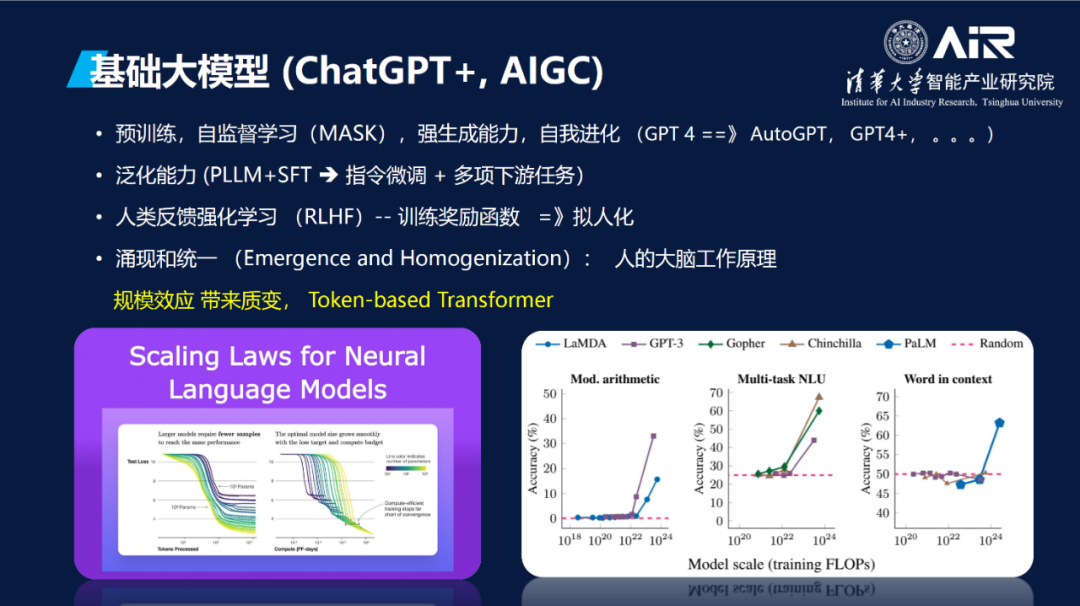 基础大模型 (ChatGPT+, AIGC)
AIR
清华大学智能产业研究院
Institute for AI Industry Research, Tsinghua University
• 预训练，自监督学习（MASK），强生成能力，自我进化 （GPT 4 ==》 AutoGPT， GPT4+， 。。。）
• 泛化能力 (PLLM+SFT ➔ 指令微调 + 多项下游任务）
• 人类反馈强化学习 （RLHF）-- 训练奖励函数 =》拟人化
• 涌现和统一 （Emergence and Homogenization）： 人的大脑工作原理
规模效应 带来质变， Token-based Transformer
Scaling Laws for Neural
Language Models
Larger models require fewer samples
to reach the same performance
The optimal model size grows smoothly
with the loss target and compute budget
Line color indicates
number of parameters
Test Loss
10
8
6
4
Params
Params
Tokens Processed
10
8
6
4
Compute-efficient
training stops far
short of convergence
Compute (PF-days)
LaMDA GPT-3 Gopher Chinchilla PaLM Random
Mod. arithmetic
Accuracy (%)
50
40
30
20
10
0
10^18 10^20 10^22 10^24
Multi-task NLU
Accuracy (%)
70
60
50
40
30
20
10
0
10^20 10^22 10^24
Word in context
Accuracy (%)
70
65
60
55
50
45
40
10^20 10^22 10^24
Model scale (training FLOPs)